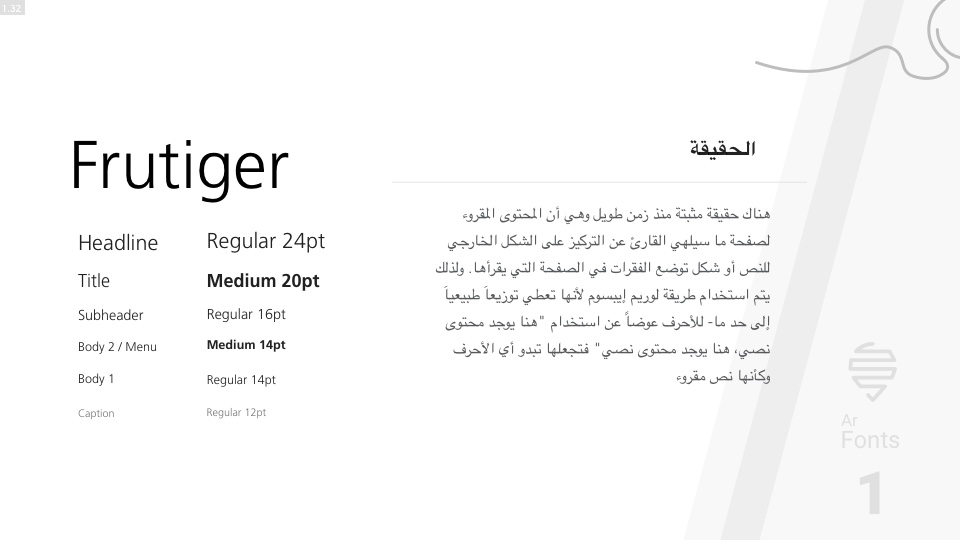 1.32
Frutiger
Headline Regular 24pt
Title Medium 20pt
Subheader Regular 16pt
Body 2 / Menu Medium 14pt
Body 1 Regular 14pt
Caption Regular 12pt
الحقيقة
هناك حقيقة مثبتة منذ زمن طويل وهي أن المحتوى المقروء
لصفحة ما سيلهي القارئ عن التركيز على الشكل الخارجي
للنص أو شكل توضع الفقرات في الصفحة التي يقرأها. ولذلك
يتم استخدام طريقة لوريم إيبسوم لأنها تعطي توزيعاَ طبيعياَ
إلى حد ما- للأحرف عوضاً عن استخدام "هنا يوجد محتوى
نصي، هنا يوجد محتوى نصي" فتجعلها تبدو أي الأحرف
وكأنها نص مقروء
Ar
Fonts
1